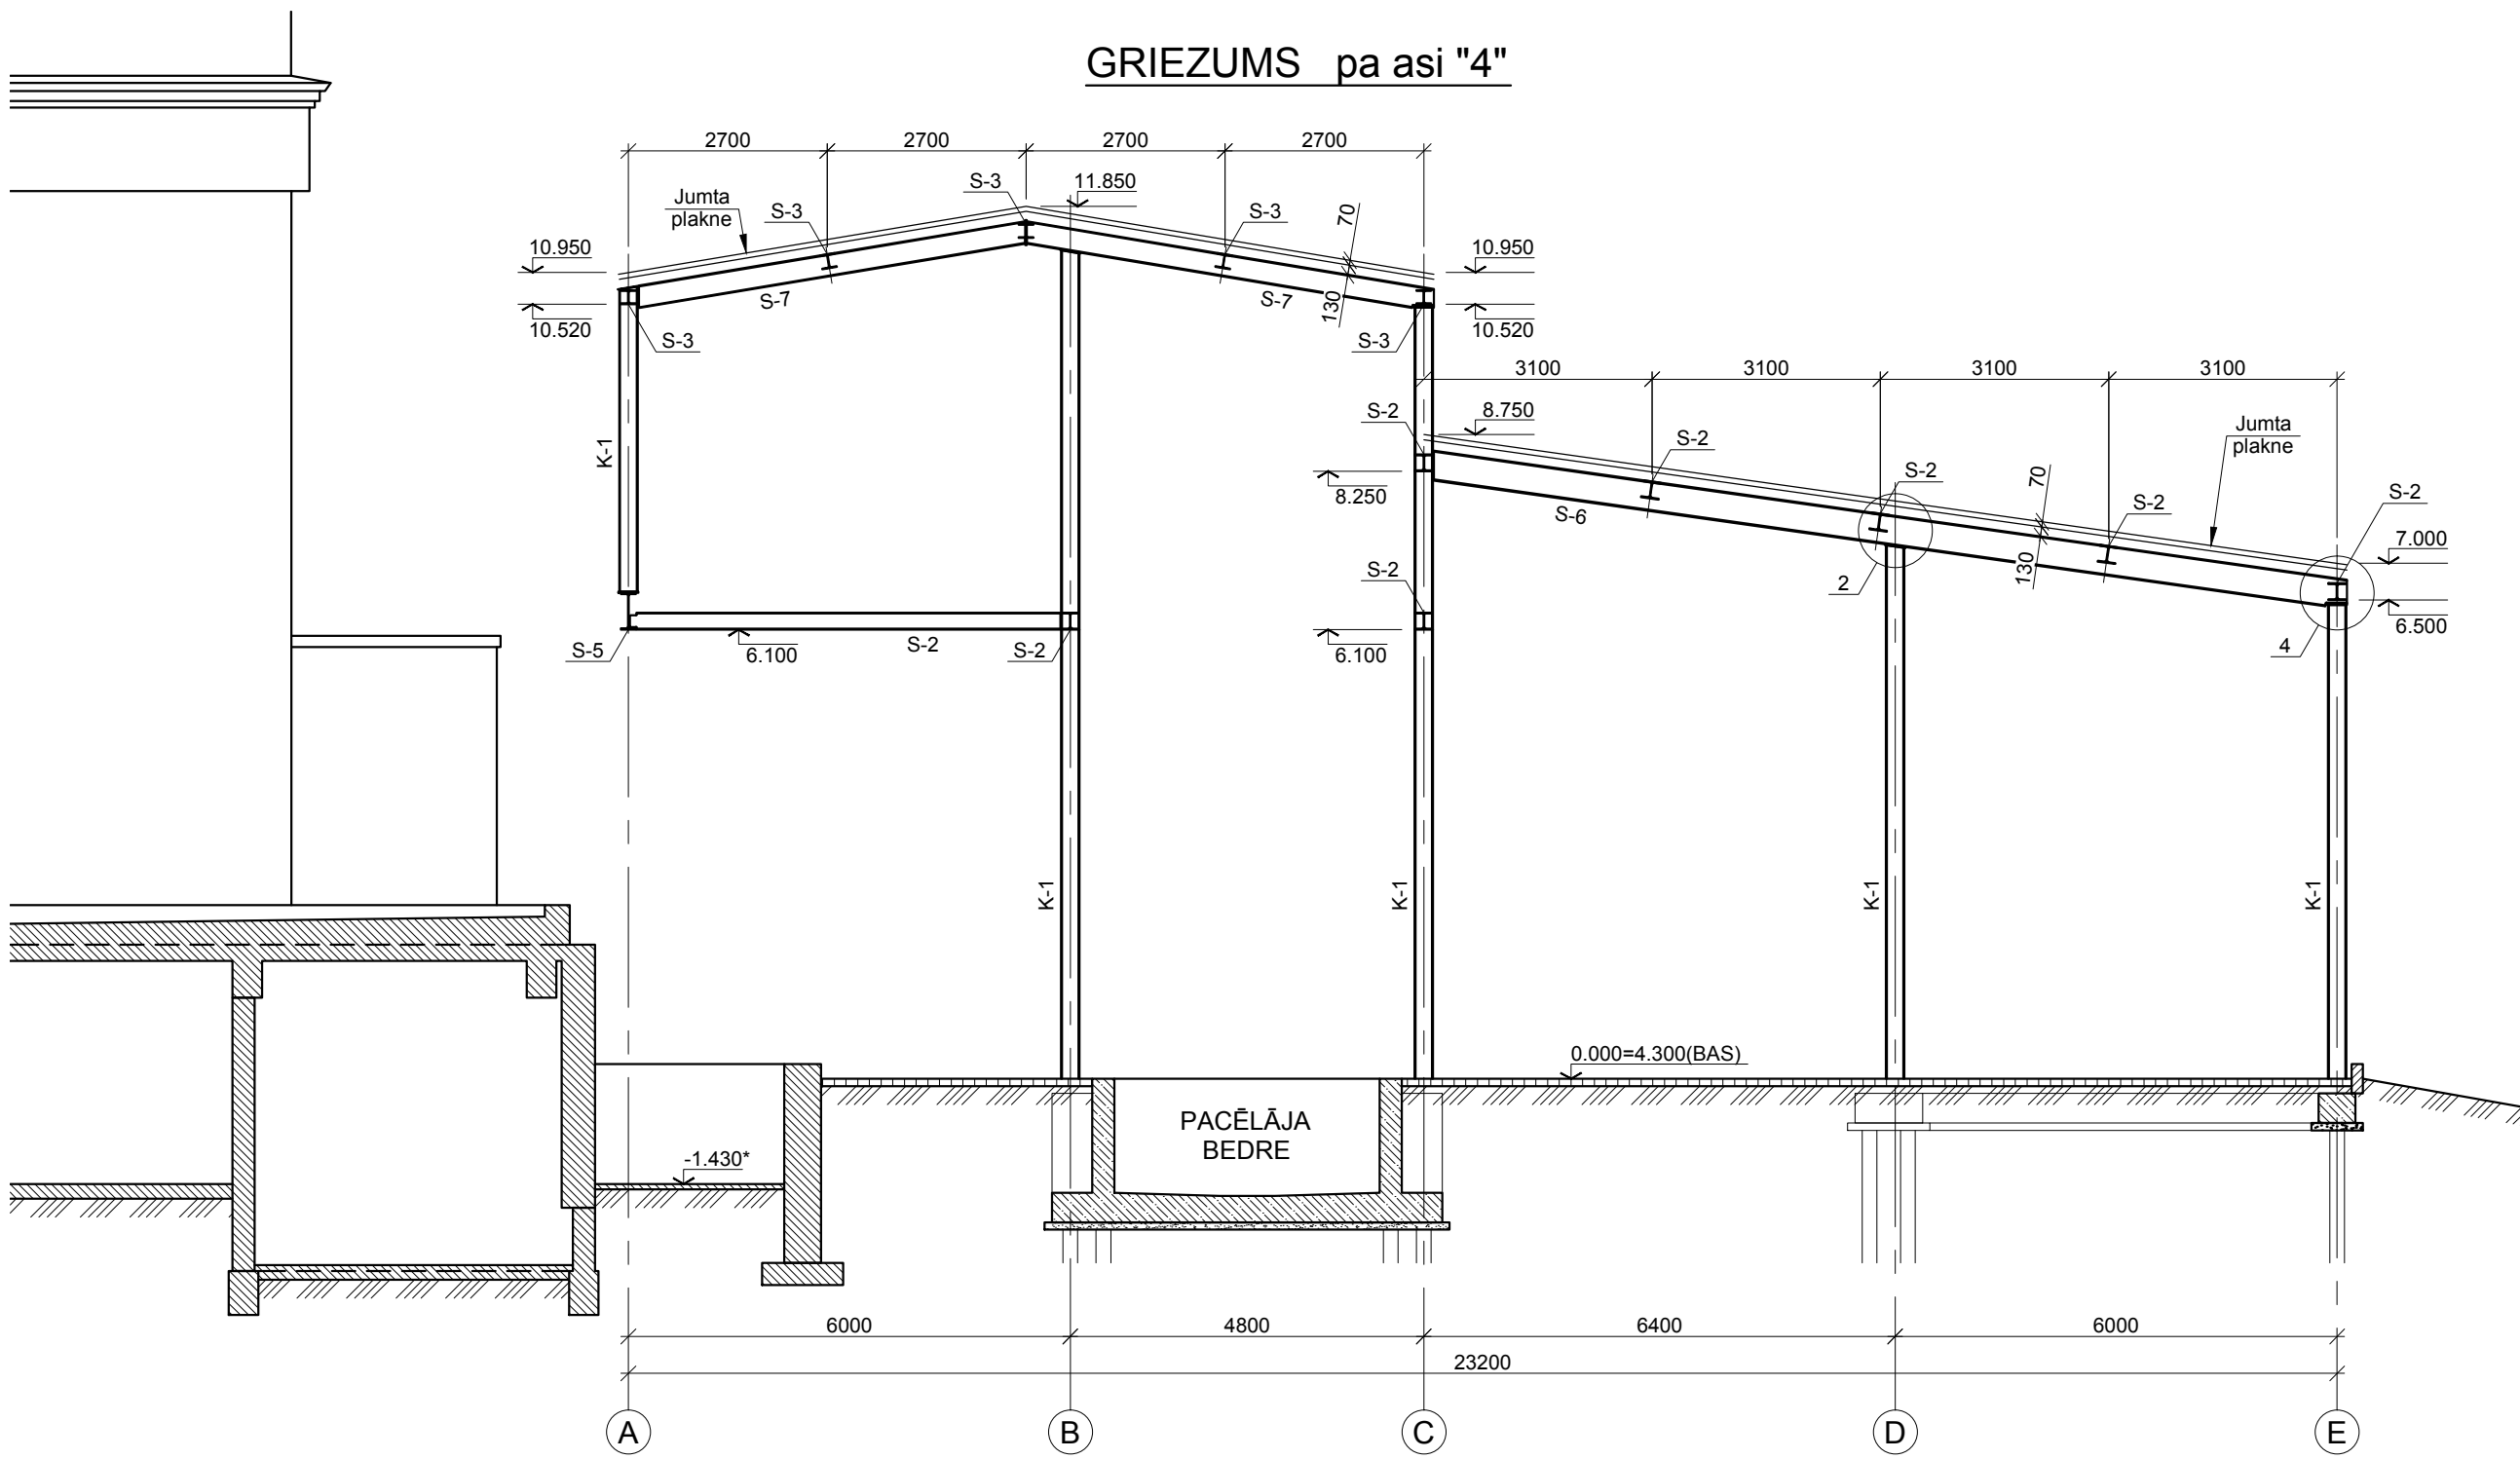 GRIEZUMS pa asi "4"
2700 2700 2700 2700
Jumta
plakne
S-3
S-3
11.850
S-3
70
130
10.950
10.520
10.950
10.520
S-7
S-7
S-3
S-3
3100 3100 3100 3100
K-1
S-2
8.750
S-2
S-2
S-2
S-2
70
130
Jumta
plakne
8.250
S-6
2
7.000
6.500
4
S-2
S-5
6.100
S-2
S-2
6.100
K-1
K-1
K-1
K-1
0.000=4.300(BAS)
PACĒLĀJA
BEDRE
-1.430*
6000 4800 6400 6000
23200
A B C D E